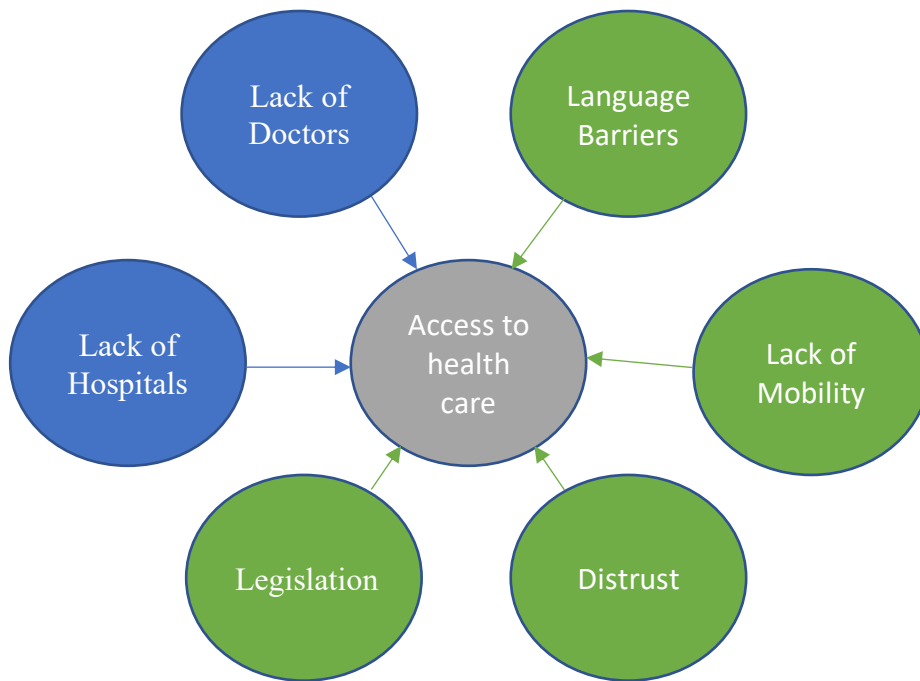 Lack of
Doctors
Language
Barriers
Access to
health
care
Lack of
Hospitals
Lack of
Mobility
Legislation
Distrust